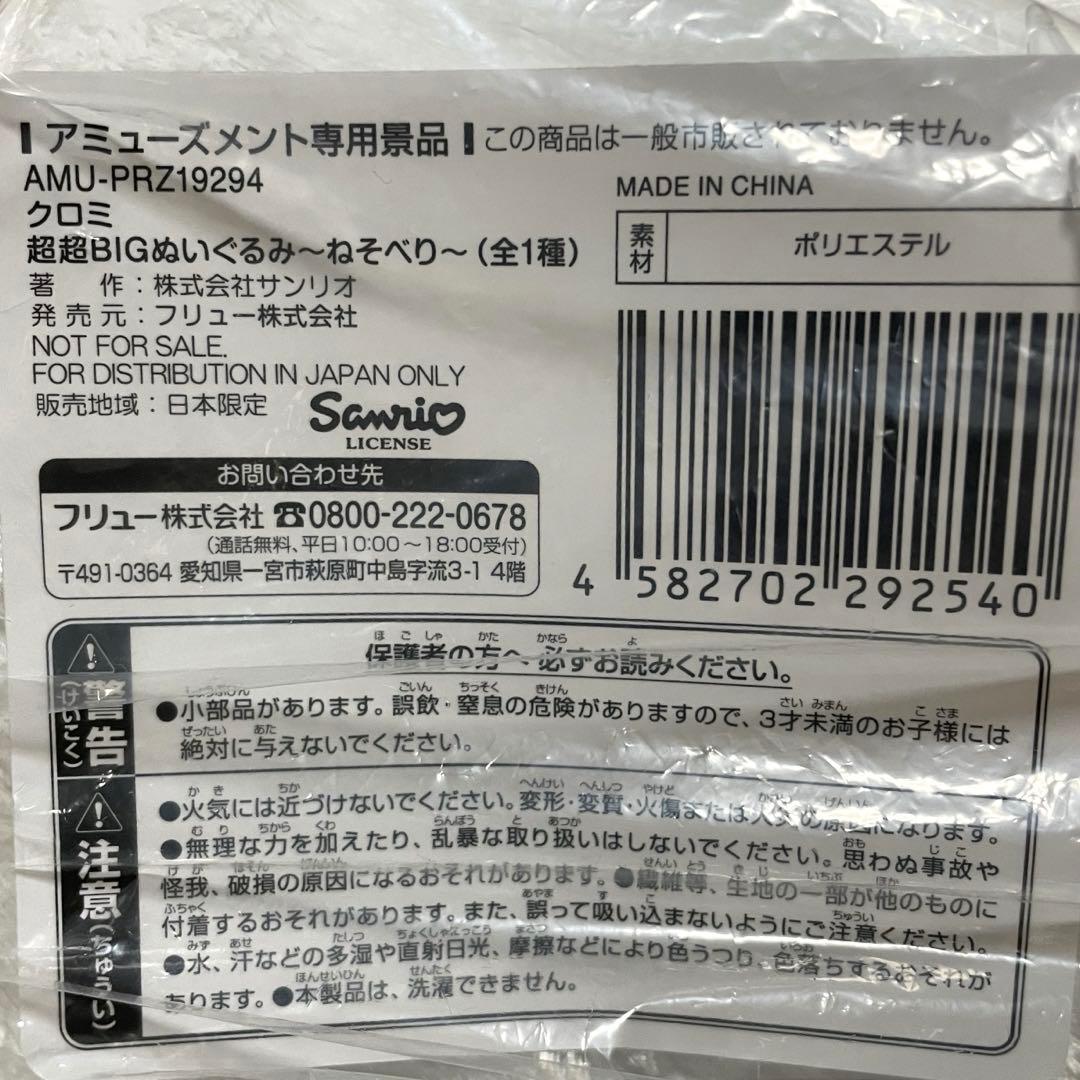 アミューズメント専用景品 この商品は一般市販されておりません。
AMU-PRZ19294
クロミ
超超BIGぬいぐるみ～ねそべり～（全1種）
著 作：株式会社サンリオ
発売元：フリュー株式会社
NOT FOR SALE.
FOR DISTRIBUTION IN JAPAN ONLY
販売地域：日本限定
Sanrio
LICENSE
MADE IN CHINA
素材 ポリエステル
4 582702 292540
お問い合わせ先
フリュー株式会社 ☎0800-222-0678
（通話無料、平日10:00～18:00受付）
〒491-0364 愛知県一宮市萩原町中島字流3-1 4階
警告（けいこく）
保護者の方へ 必ずお読みください。
●小部品があります。誤飲・窒息の危険がありますので、3才未満のお子様には
絶対に与えないでください。
注意（ちゅうい）
●火気には近づけないでください。変形・変質・火傷または火災の原因になります。
●無理な力を加えたり、乱暴な取り扱いはしないでください。思わぬ事故や
怪我、破損の原因になるおそれがあります。●繊維等、生地の一部が他のものに
付着するおそれがあります。また、誤って吸い込まないようにご注意ください。
●水、汗などの多湿や直射日光、摩擦などにより色うつり、色落ちするおそれが
あります。●本製品は、洗濯できません。